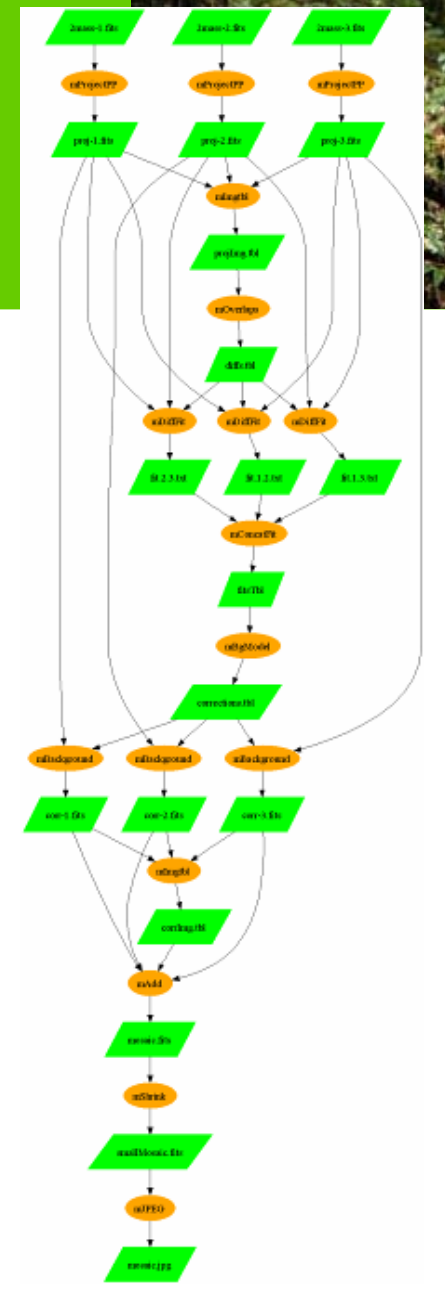 2mass-1.fits 2mass-2.fits 2mass-3.fits
mProjectPP mProjectPP mProjectPP
proj-1.fits proj-2.fits proj-3.fits
mImgtbl
projImg.tbl
mOverlaps
diffs.tbl
mDiffFit mDiffFit mDiffFit
fit.2.3.txt fit.1.2.txt fit.1.3.txt
mConcatFit
fits.tbl
mBgModel
corrections.tbl
mBackground mBackground mBackground
corr-1.fits corr-2.fits corr-3.fits
mImgtbl
corrImg.tbl
mAdd
mosaic.fits
mShrink
smallMosaic.fits
mJPEG
mosaic.jpg